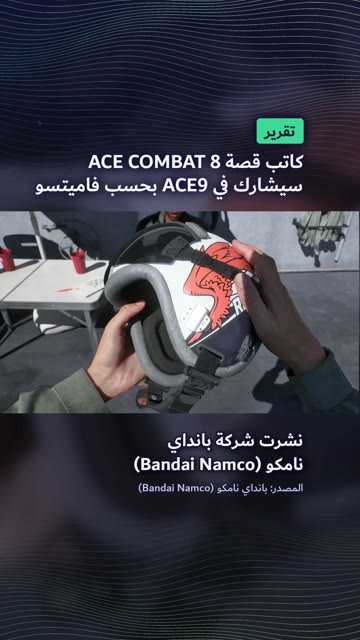 تقرير
كاتب قصة ACE COMBAT 8
سيشارك في ACE9 بحسب فاميتسو
نشرت شركة بانداي
نامكو (Bandai Namco)
المصدر: بانداي نامكو (Bandai Namco)